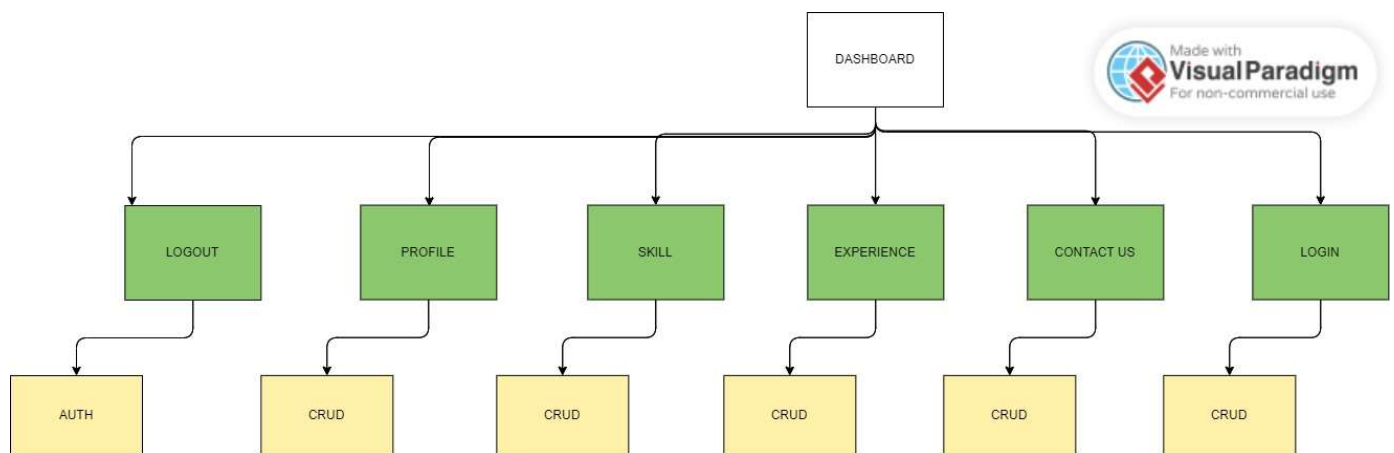 DASHBOARD
Made with
Visual Paradigm
For non-commercial use
LOGOUT
PROFILE
SKILL
EXPERIENCE
CONTACT US
LOGIN
AUTH
CRUD
CRUD
CRUD
CRUD
CRUD